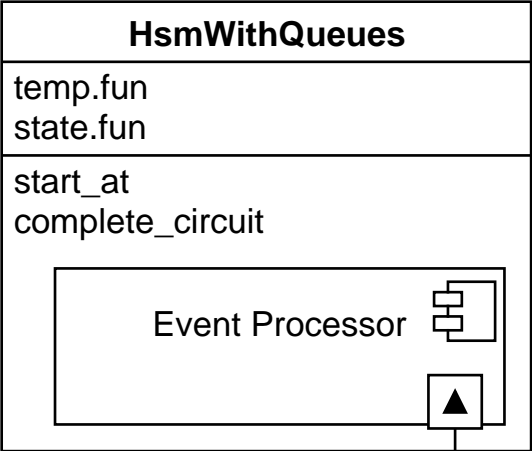 HsmWithQueues
temp.fun
state.fun
start_at
complete_circuit
Event Processor